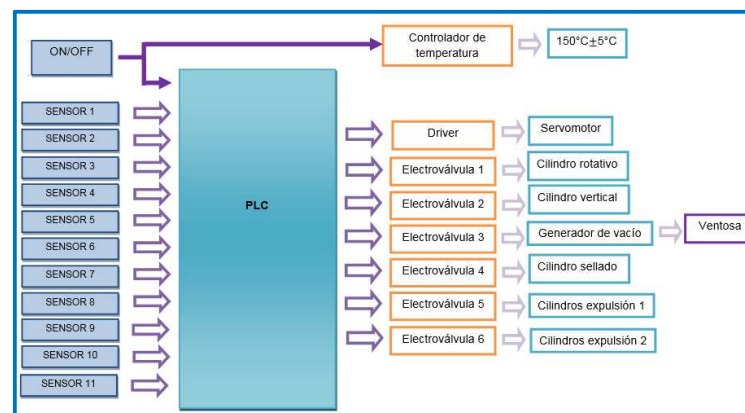 ON/OFF
Controlador de
temperatura
150°C±5°C
SENSOR 1
SENSOR 2
SENSOR 3
SENSOR 4
SENSOR 5
SENSOR 6
SENSOR 7
SENSOR 8
SENSOR 9
SENSOR 10
SENSOR 11
PLC
Driver
Servomotor
Electroválvula 1
Cilindro rotativo
Electroválvula 2
Cilindro vertical
Electroválvula 3
Generador de vacío
Ventosa
Electroválvula 4
Cilindro sellado
Electroválvula 5
Cilindros expulsión 1
Electroválvula 6
Cilindros expulsión 2